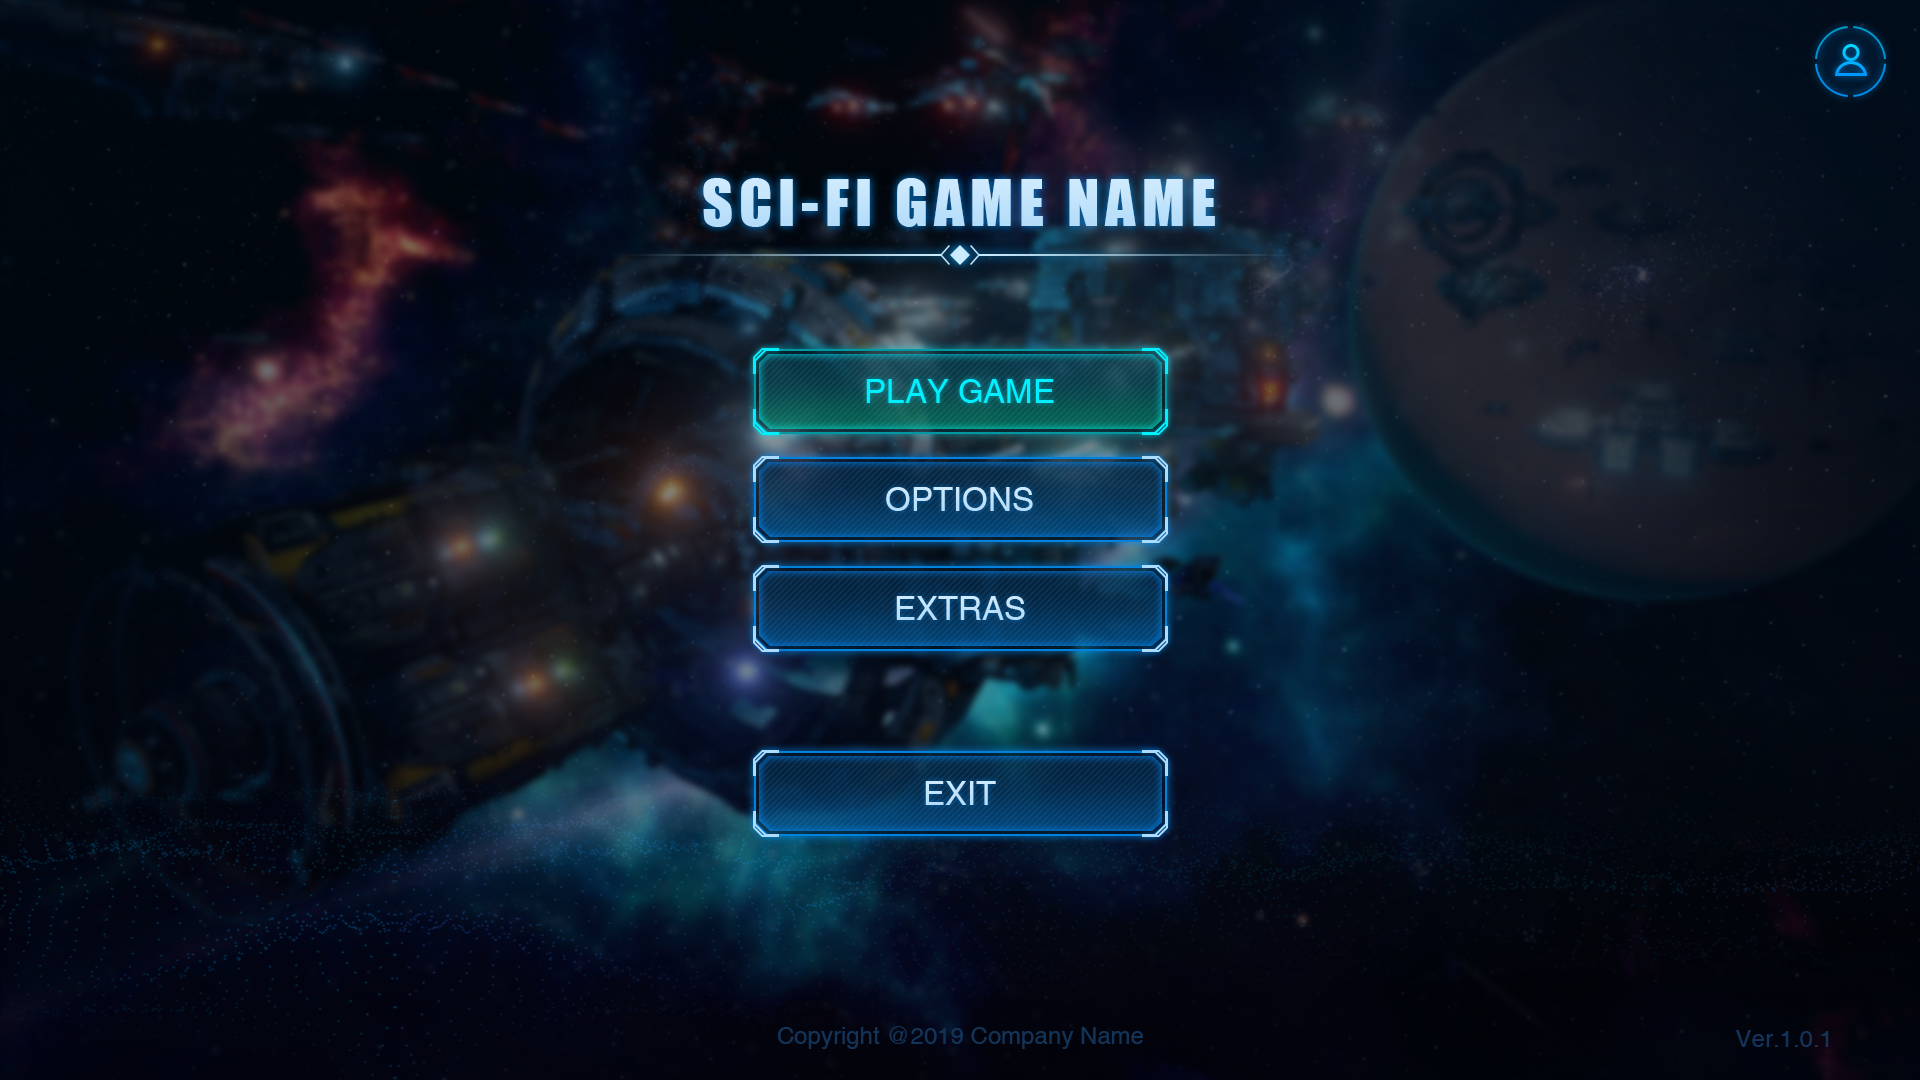 SCI-FI GAME NAME
PLAY GAME
OPTIONS
EXTRAS
EXIT
Copyright @2019 Company Name
Ver.1.0.1